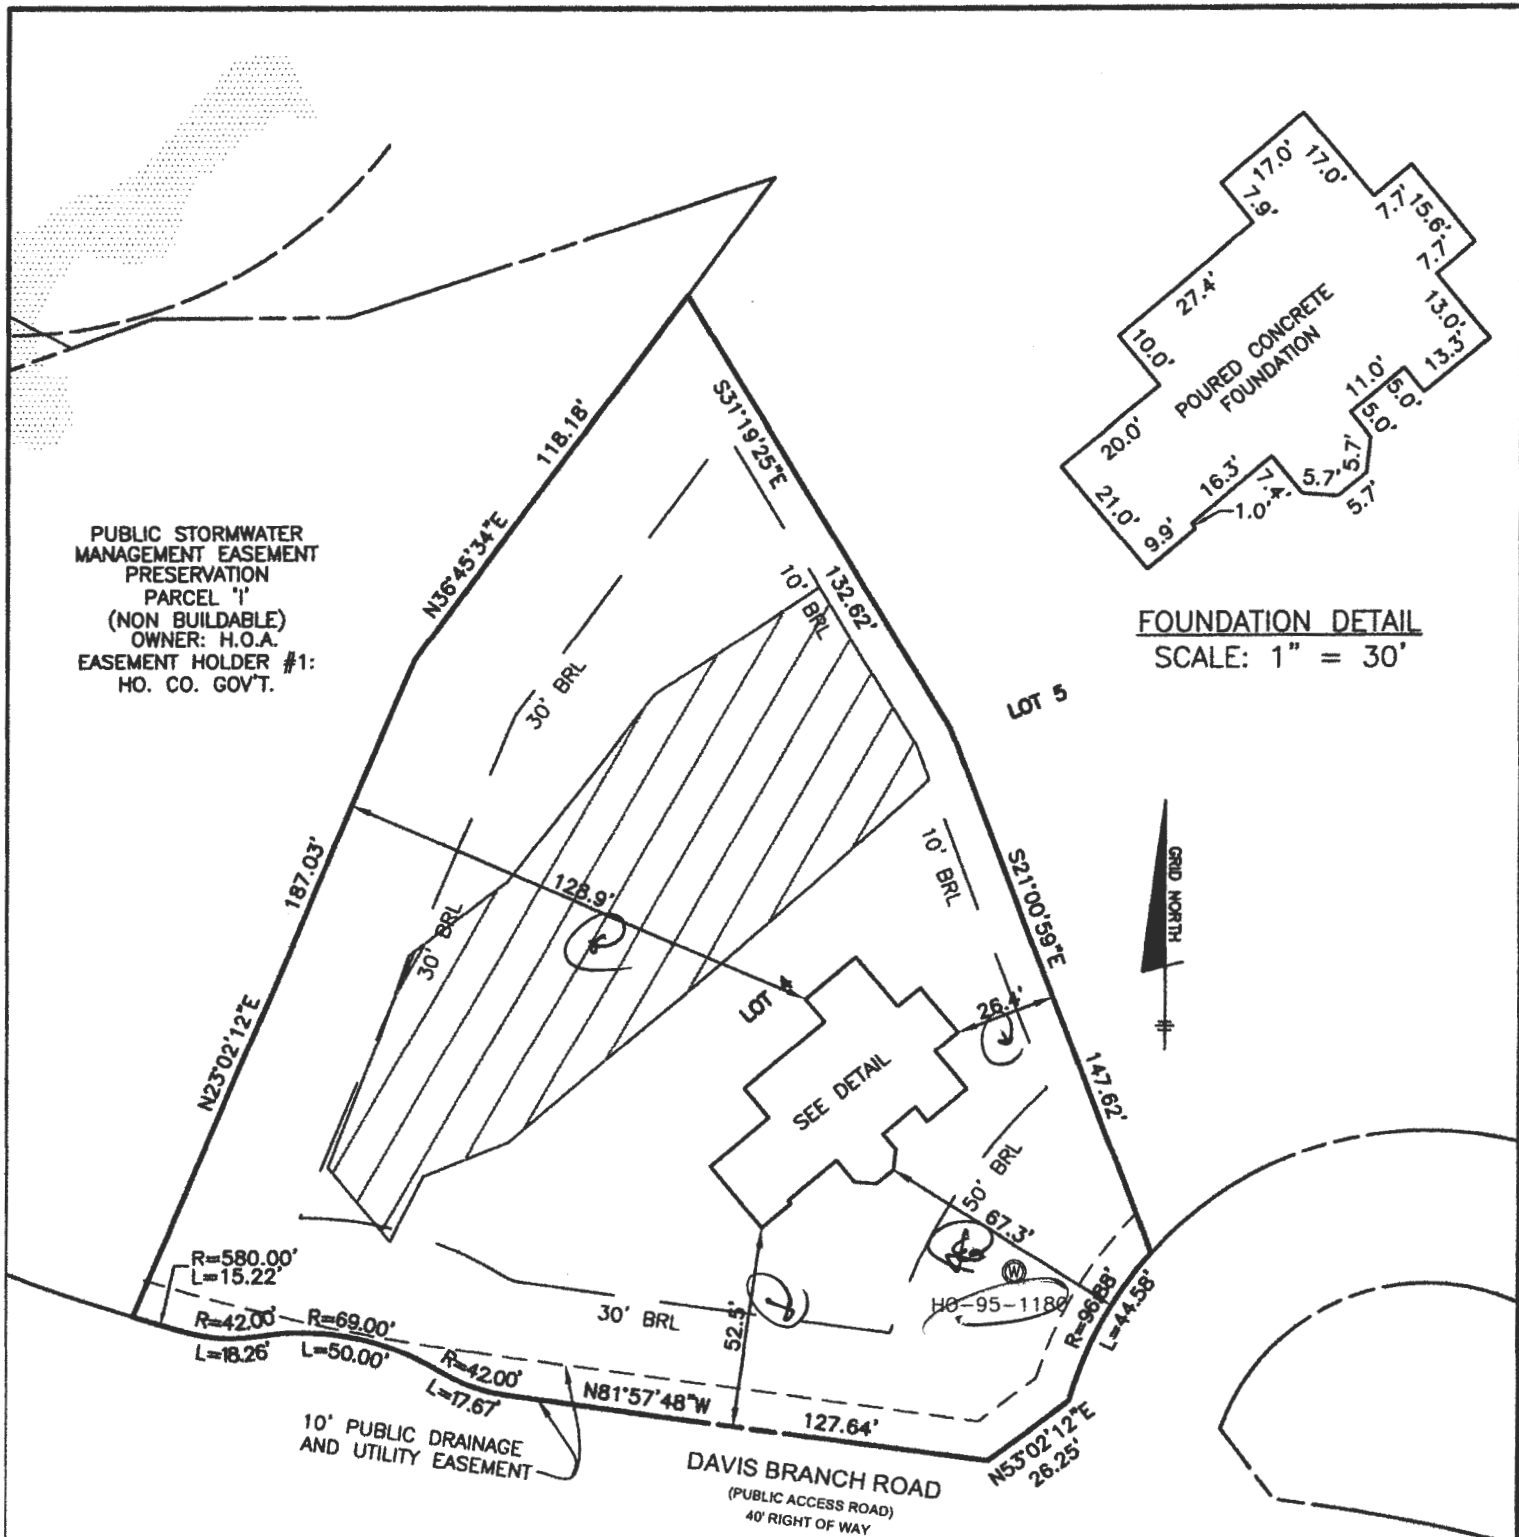 17.0'
17.0'
7.9'
7.7'
15.6'
7.7'
27.4'
13.0'
10.0'
POURED CONCRETE
FOUNDATION
13.3'
11.0'
5.0'
5.0'
20.0'
5.7'
16.3'
7.4'
5.7'
5.7'
21.0'
1.0'
9.9'
FOUNDATION DETAIL
SCALE: 1" = 30'
PUBLIC STORMWATER
MANAGEMENT EASEMENT
PRESERVATION
PARCEL 'I'
(NON BUILDABLE)
OWNER: H.O.A.
EASEMENT HOLDER #1:
HO. CO. GOV'T.
118.18'
N36°45'34"E
S31°19'25"E
132.62'
10' BRL
30' BRL
LOT 5
187.03'
N23°02'12"E
128.9'
30' BRL
10' BRL
S21°00'59"E
GRID NORTH
LOT 4
26.4'
SEE DETAIL
147.62'
50' BRL
67.3'
W
HO-95-1180
R=96.88'
L=44.58'
R=580.00'
L=15.22'
R=42.00'
L=18.26'
R=69.00'
L=50.00'
R=42.00'
L=17.67'
30' BRL
52.5'
N81°57'48"W
127.64'
N53°02'12"E
26.25'
10' PUBLIC DRAINAGE
AND UTILITY EASEMENT
DAVIS BRANCH ROAD
(PUBLIC ACCESS ROAD)
40' RIGHT OF WAY